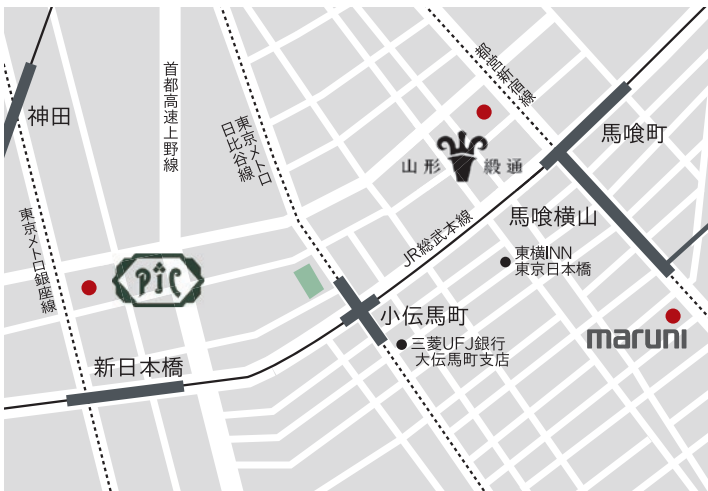 神田
首都高速上野線
東京メトロ
日比谷線
都営新宿線
馬喰町
山形
緞通
馬喰横山
JR総武本線
東横INN
東京日本橋
東京メトロ銀座線
pic
小伝馬町
三菱UFJ銀行
大伝馬町支店
maruni
新日本橋